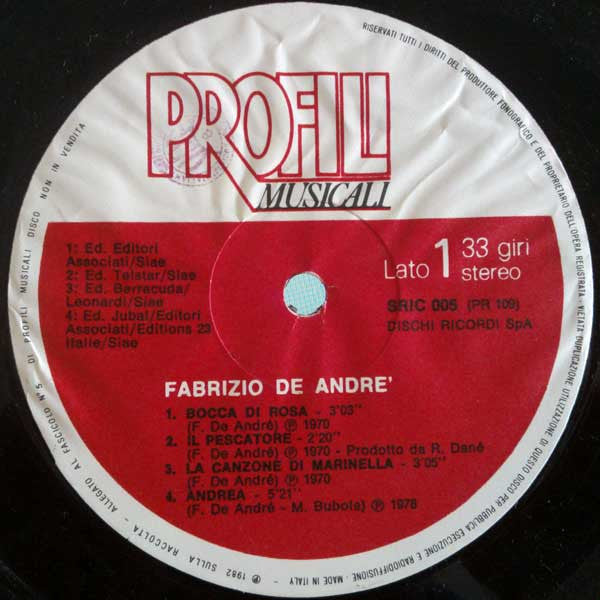 PROFILI
MUSICALI
1: Ed. Editori
Associati/Siae
2: Ed. Telstar/Siae
3: Ed. Barracuda/
Leonardi/Siae
4: Ed. Jubal/Editori
Associati/Editions 23
Italie/Siae
Lato 1 33 giri
stereo
SRIC 005 (PR 109)
DISCHI RICORDI SpA
FABRIZIO DE ANDRE'
1. BOCCA DI ROSA - 3'03"
(F. De André) Ⓟ 1970
2. IL PESCATORE - 2'20"
(F. De André) Ⓟ 1970 - Prodotto da R. Dané
3. LA CANZONE DI MARINELLA - 3'05"
(F. De André) Ⓟ 1970
4. ANDREA - 5'21"
(F. De André - M. Bubola) Ⓟ 1978
RISERVATI TUTTI I DIRITTI DEL PRODUTTORE FONOGRAFICO E DEL PROPRIETARIO DELL'OPERA REGISTRATA - VIETATA DUPLICAZIONE UTILIZZAZIONE DI QUESTO DISCO PER PUBBLICA ESECUZIONE E RADIODIFFUSIONE · MADE IN ITALY ·
Ⓟ 1982 SULLA RACCOLTA - ALLEGATO AL FASCICOLO N° 5 DI PROFILI MUSICALI DISCO NON IN VENDITA